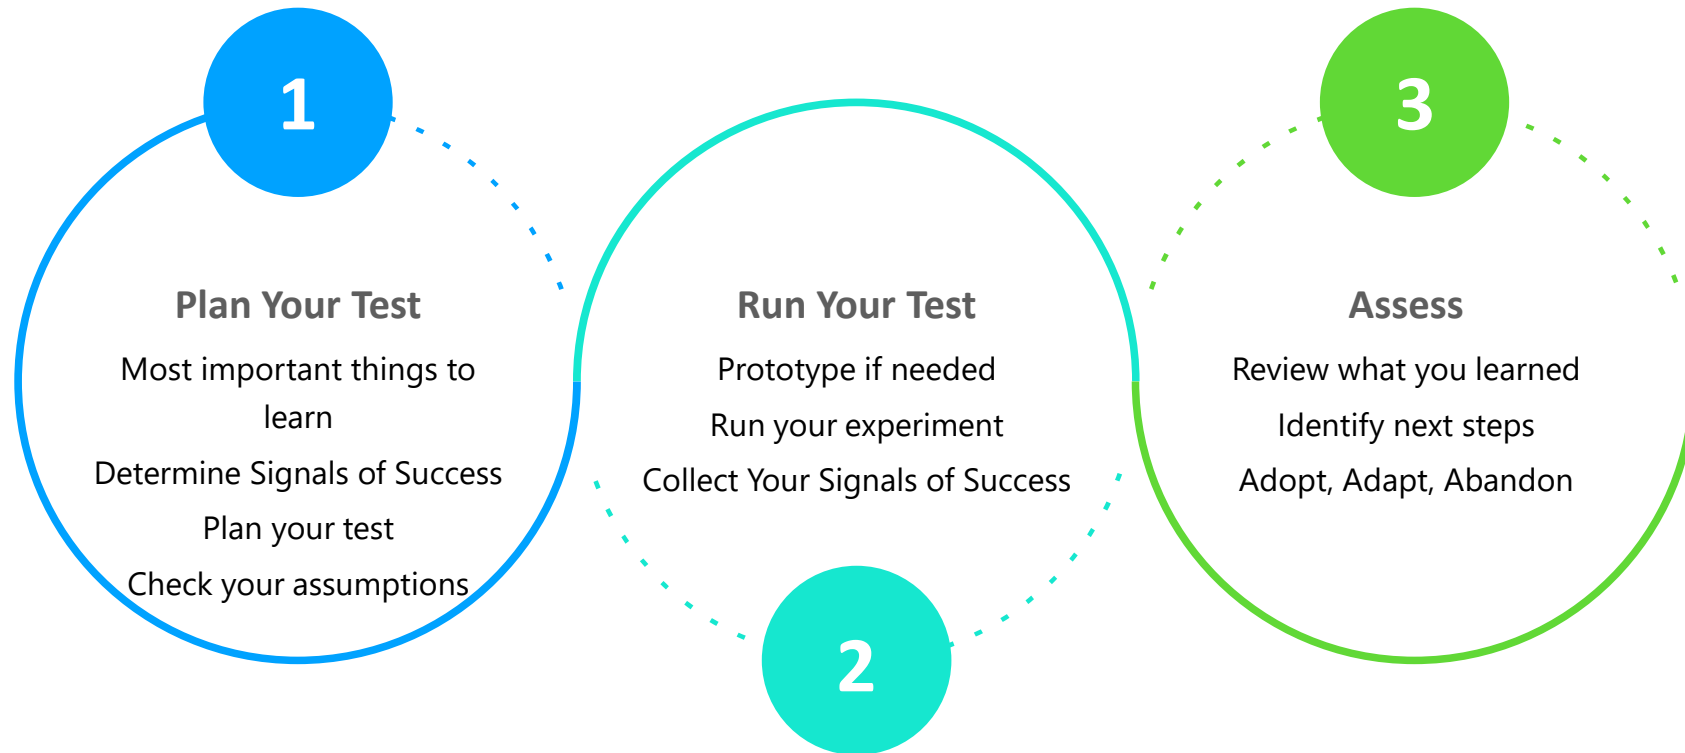 1
Plan Your Test
Most important things to
learn
Determine Signals of Success
Plan your test
Check your assumptions
Run Your Test
Prototype if needed
Run your experiment
Collect Your Signals of Success
2
3
Assess
Review what you learned
Identify next steps
Adopt, Adapt, Abandon